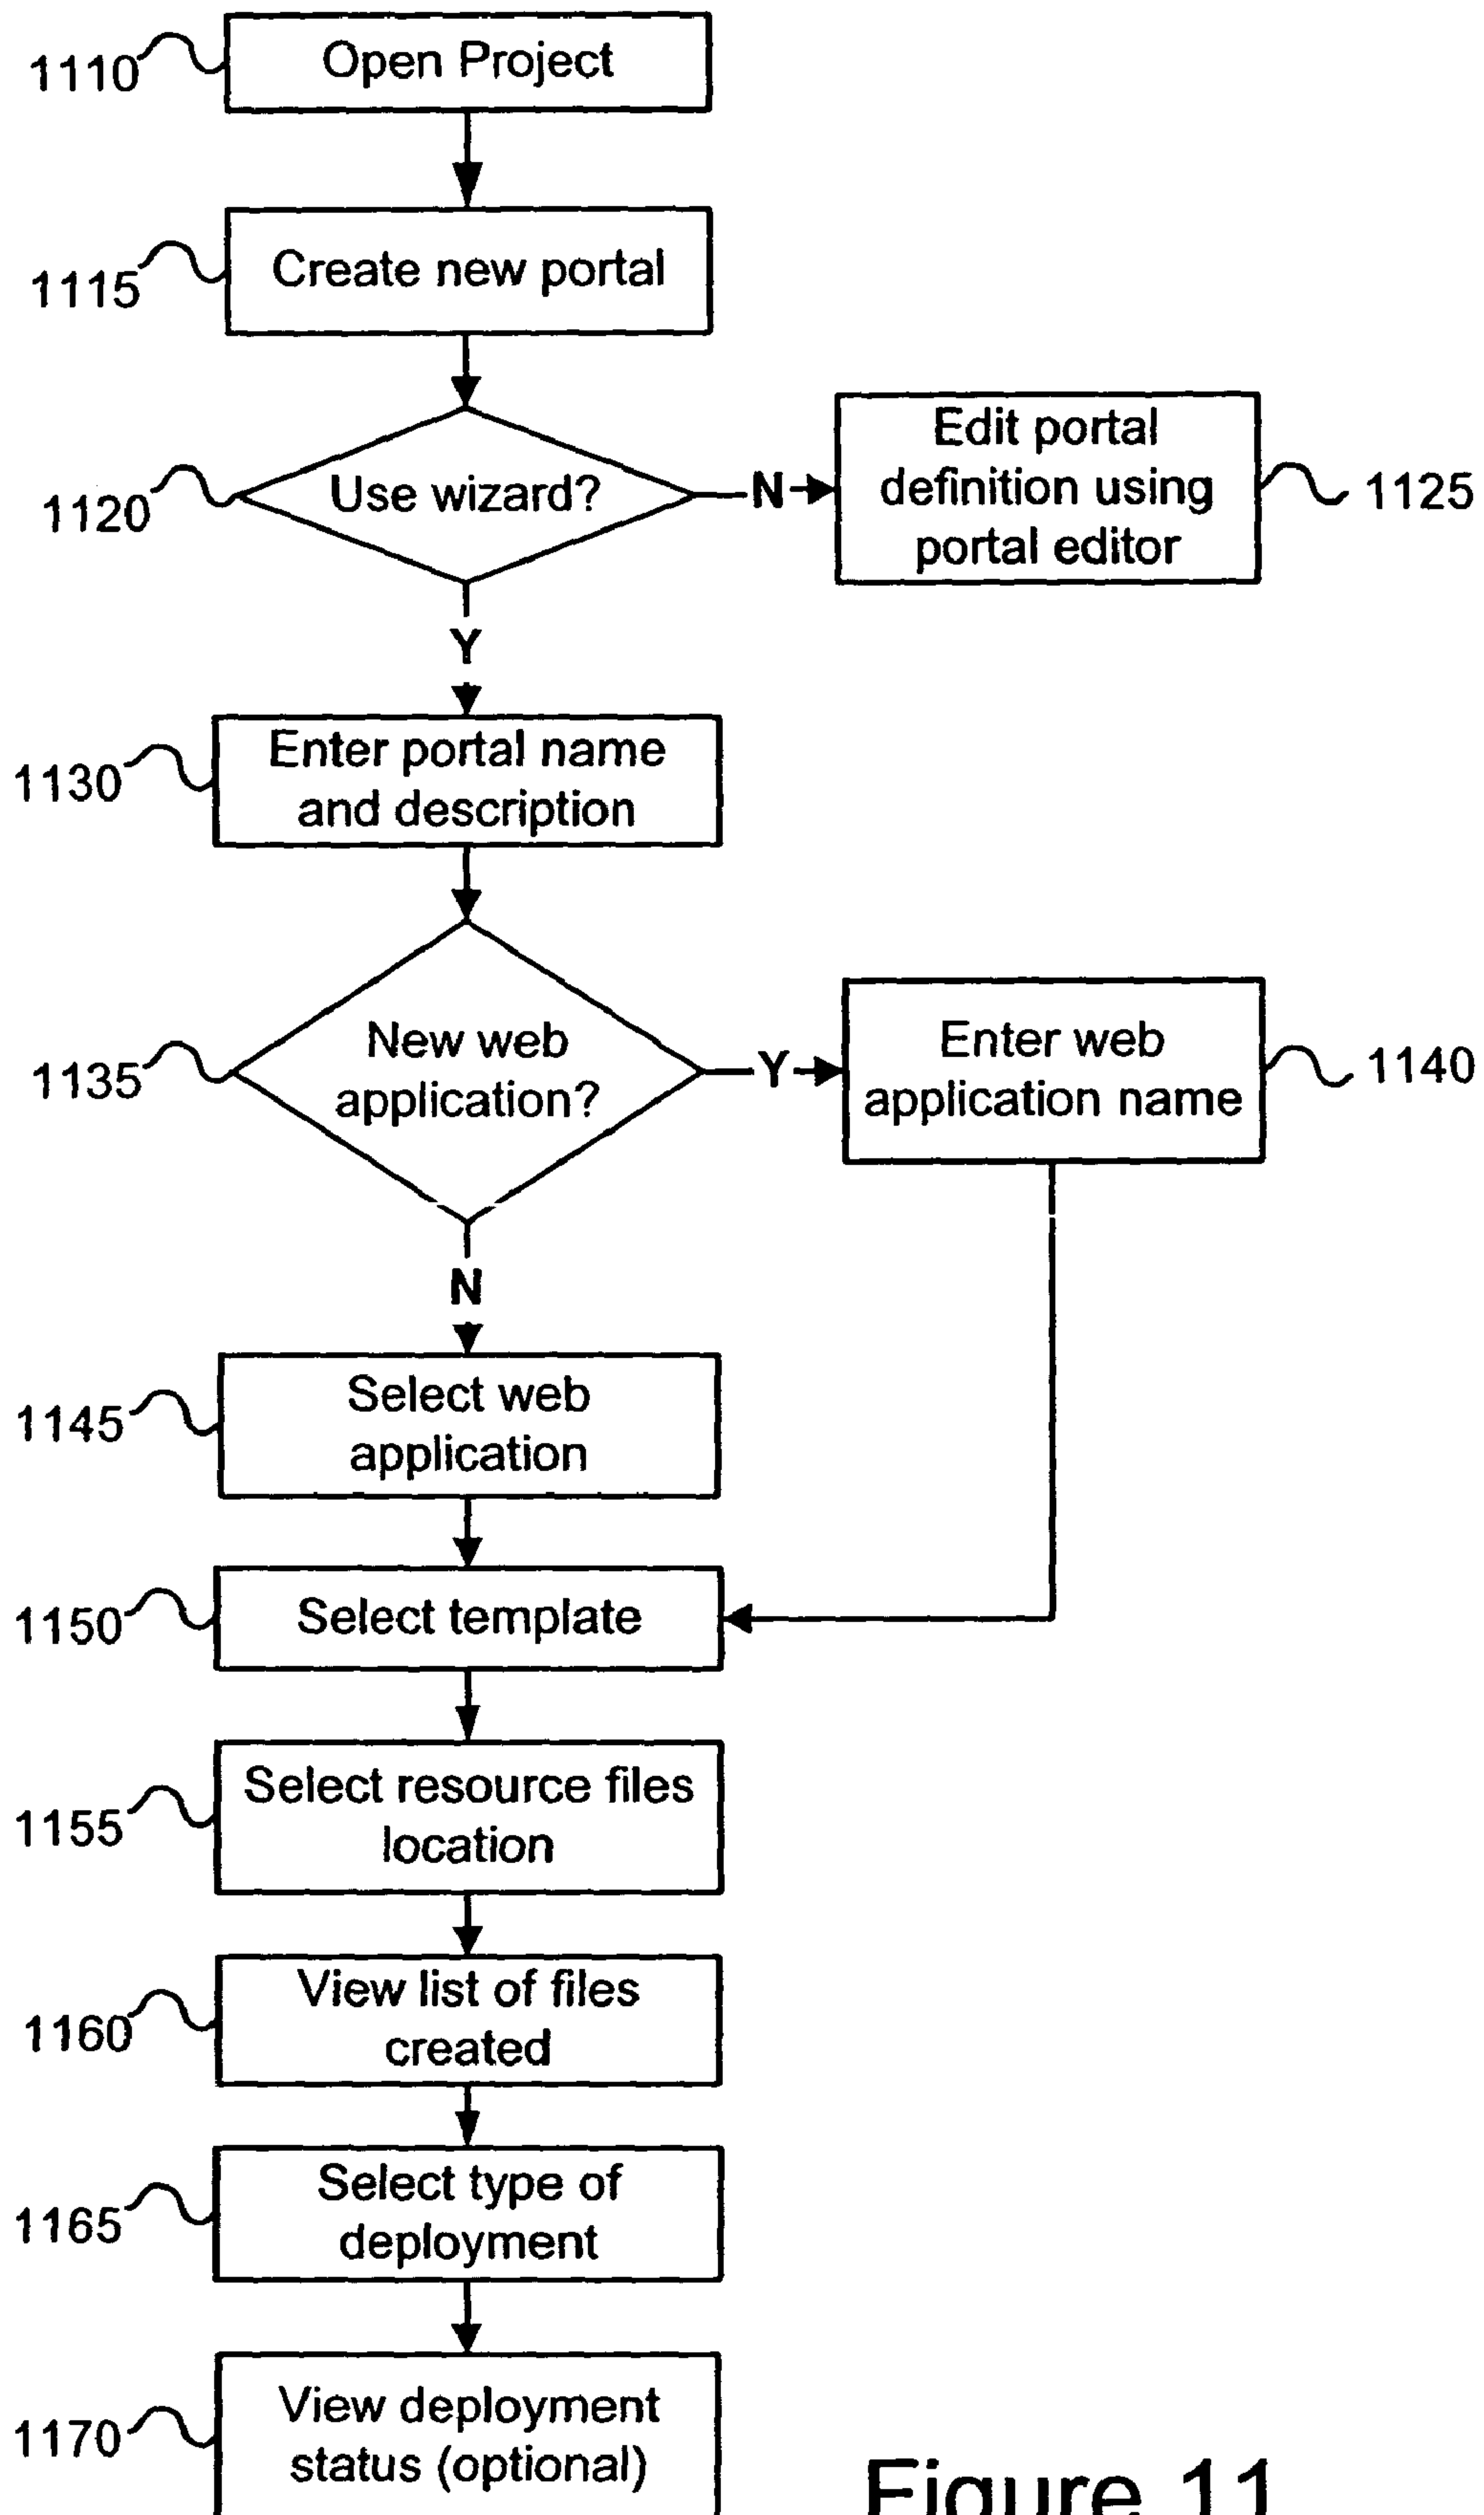 1110
Open Project
1115
Create new portal
1120
Use wizard?
N
Edit portal
definition using
portal editor
1125
Y
1130
Enter portal name
and description
1135
New web
application?
Y
Enter web
application name
1140
N
1145
Select web
application
1150
Select template
1155
Select resource files
location
1160
View list of files
created
1165
Select type of
deployment
1170
View deployment
status (optional)
Figure 11